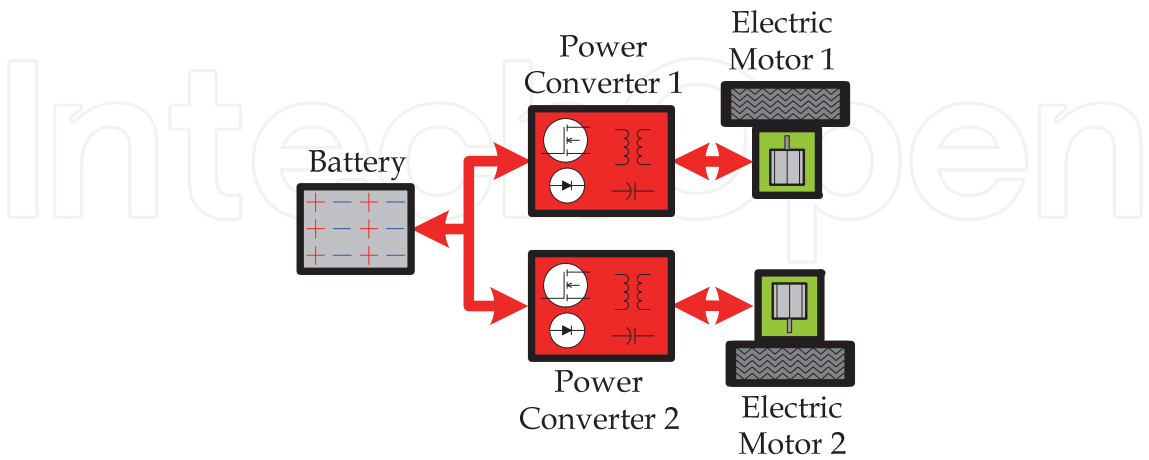 Electric
Motor 1
Power
Converter 1
Battery
IntechOpen
Power
Converter 2
Electric
Motor 2